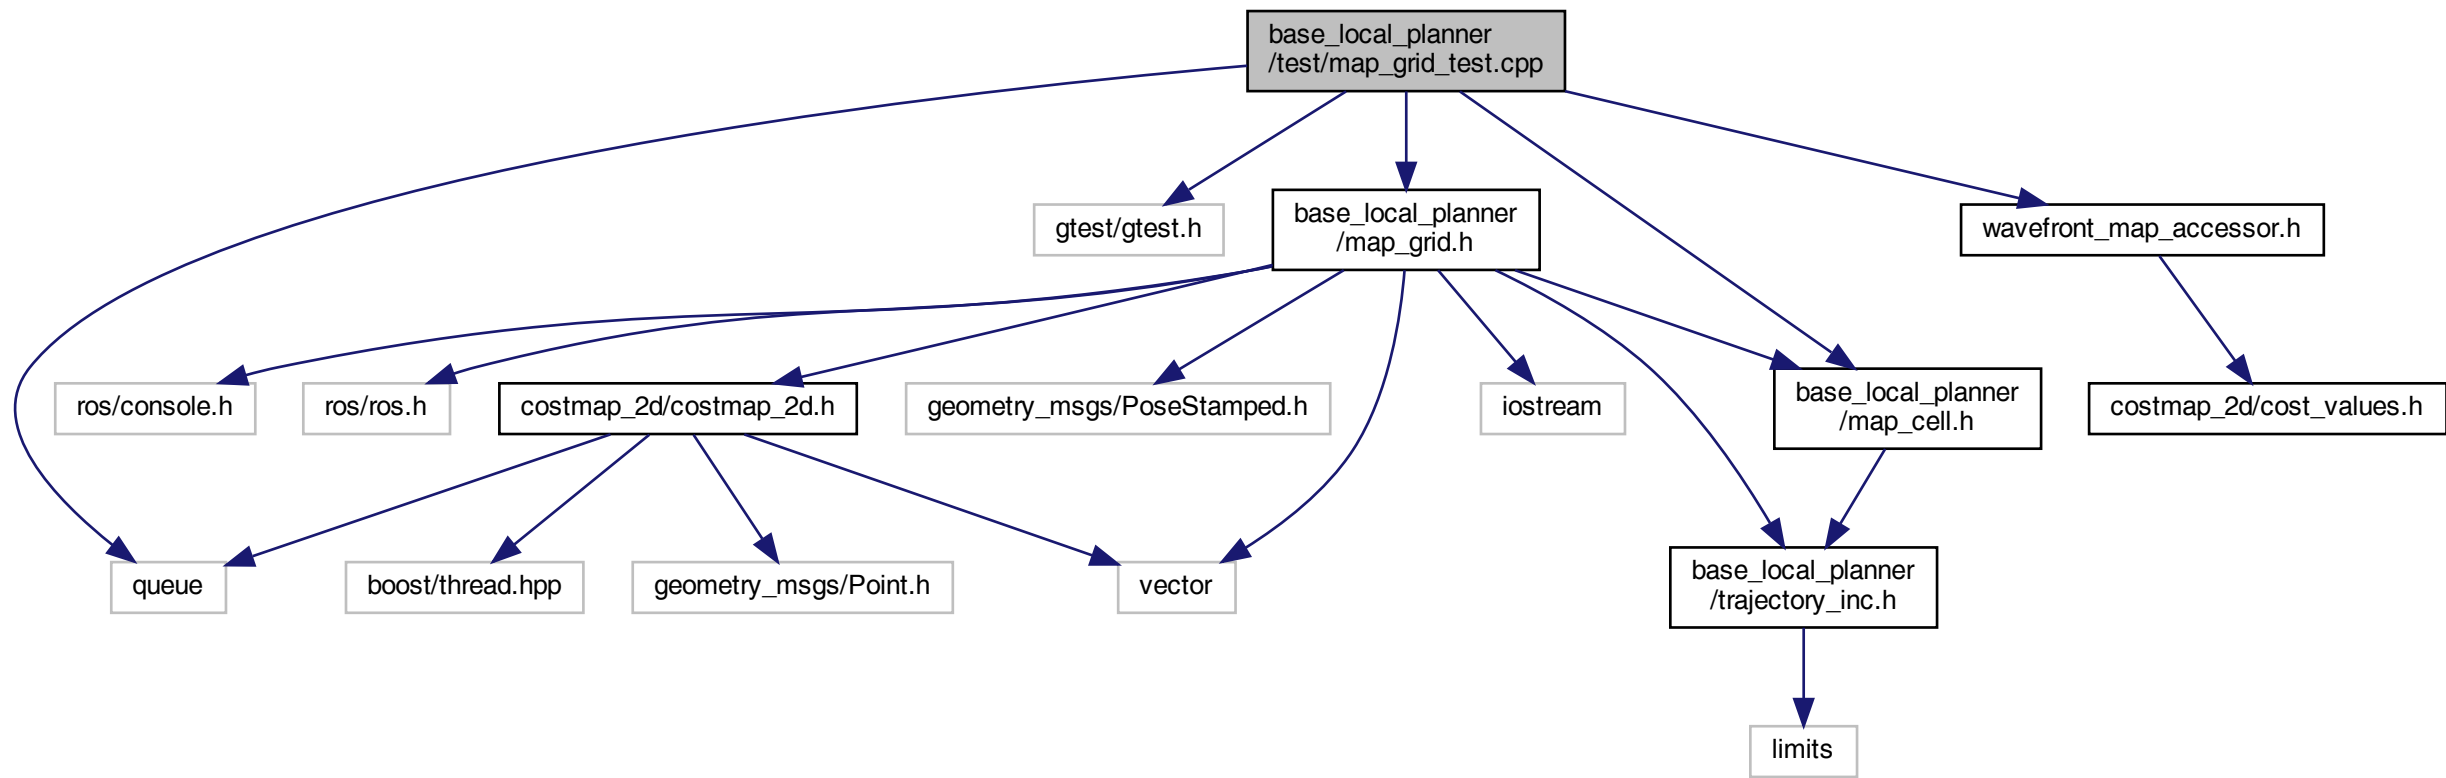 base_local_planner
/test/map_grid_test.cpp
gtest/gtest.h
base_local_planner
/map_grid.h
wavefront_map_accessor.h
ros/console.h
ros/ros.h
costmap_2d/costmap_2d.h
geometry_msgs/PoseStamped.h
iostream
base_local_planner
/map_cell.h
costmap_2d/cost_values.h
queue
boost/thread.hpp
geometry_msgs/Point.h
vector
base_local_planner
/trajectory_inc.h
limits